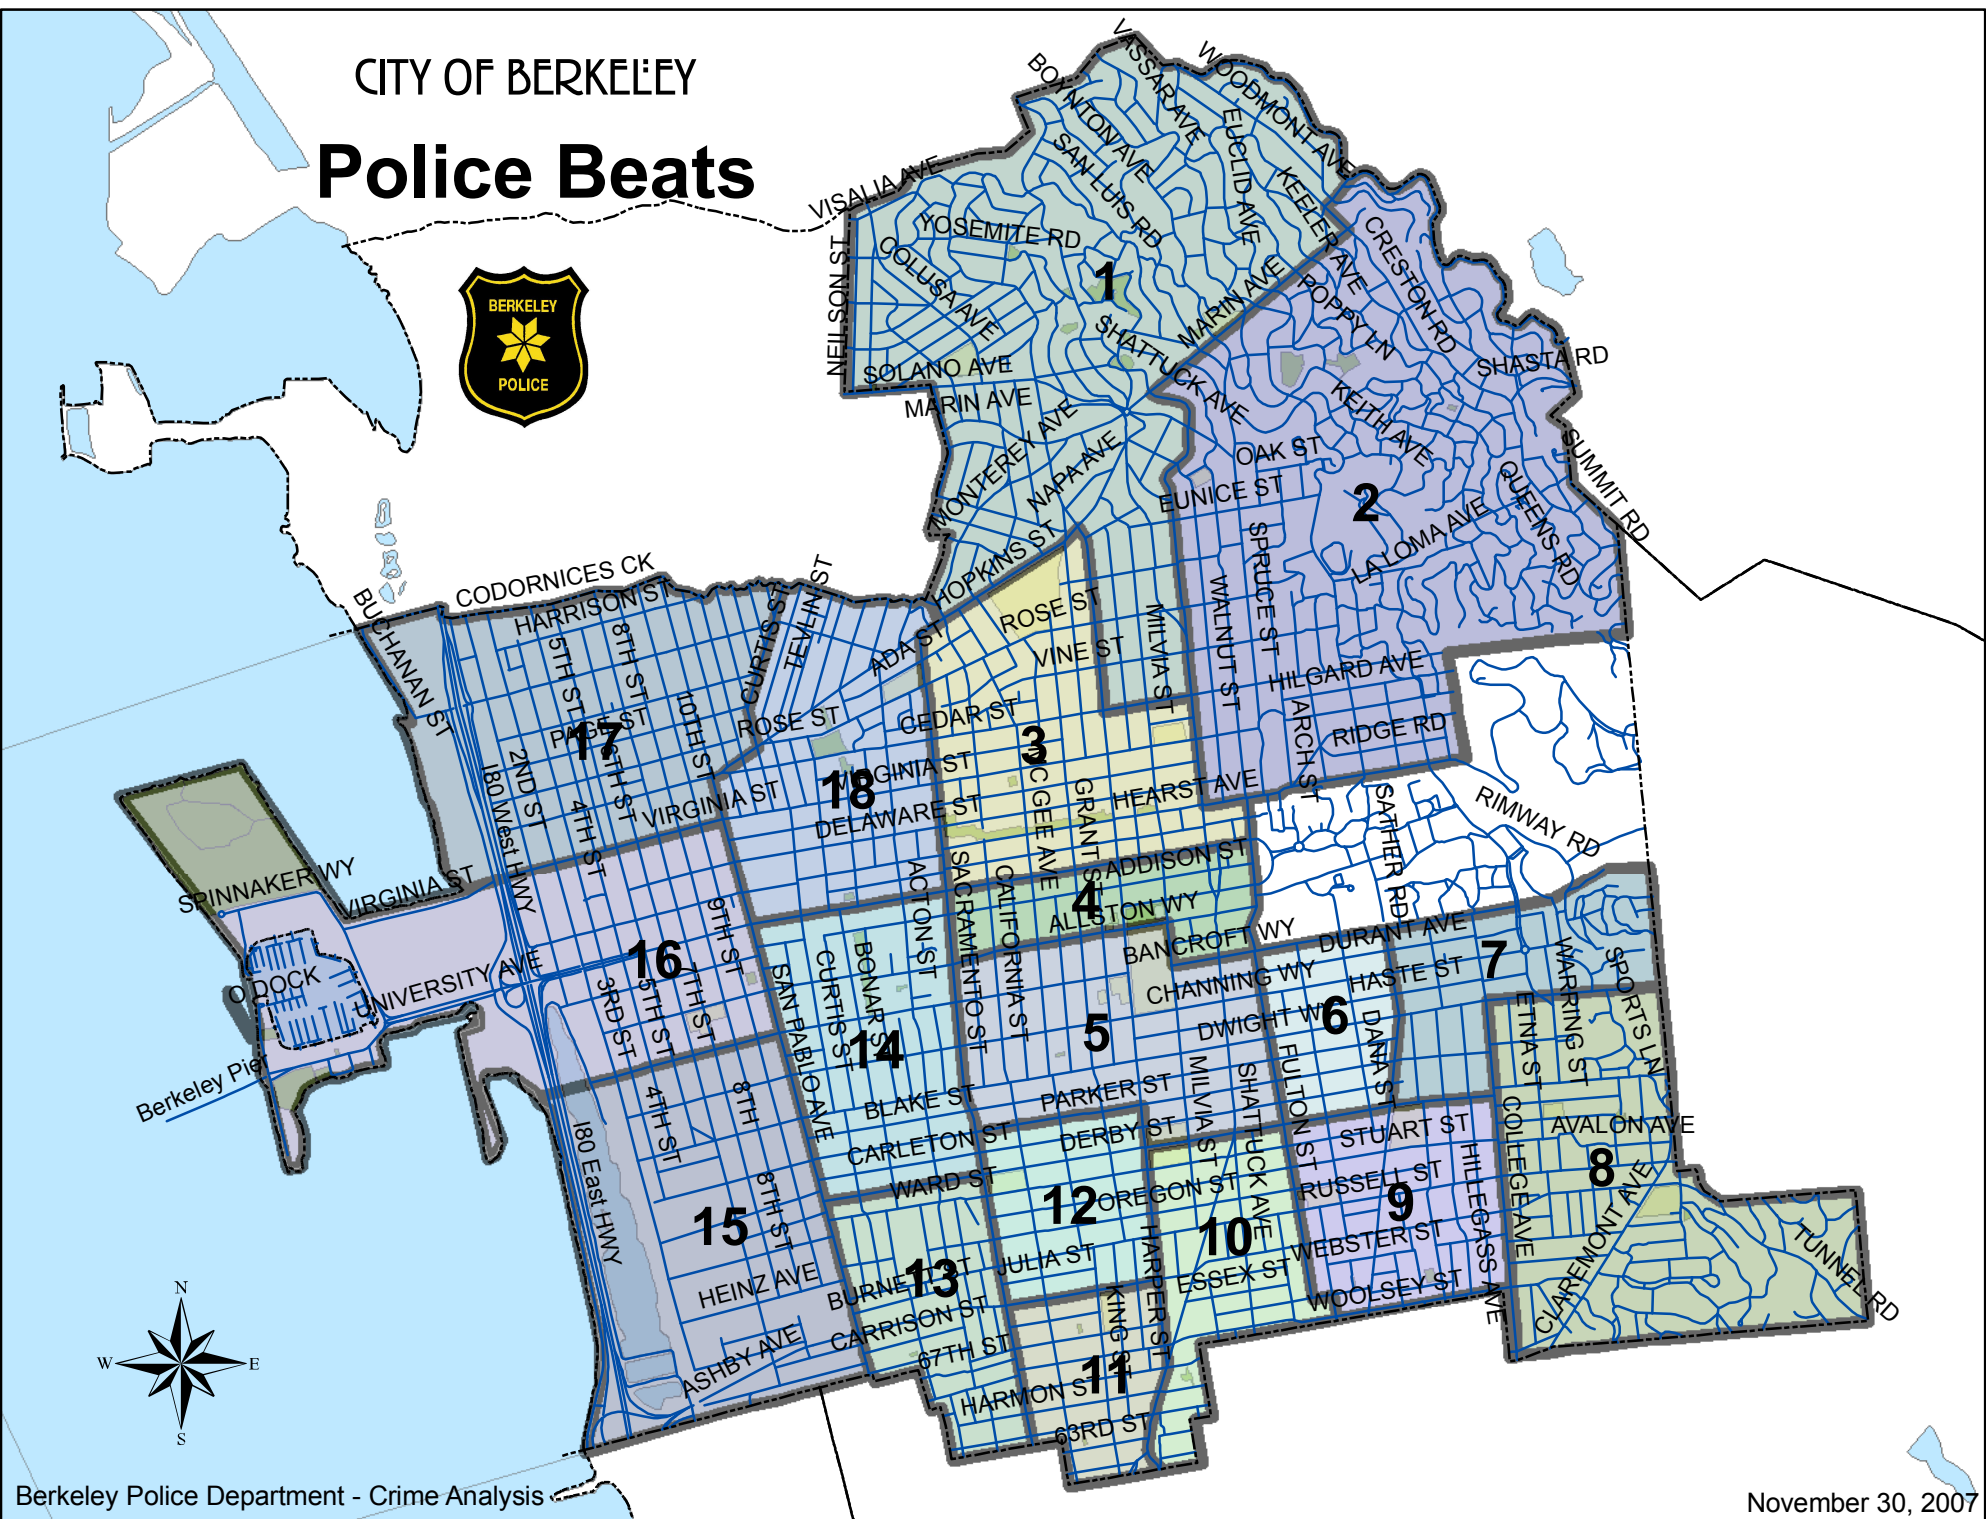 CITY OF BERKELEY
Police Beats
BERKELEY
POLICE
VASSAR AVE
WOODMONT AVE
BOYNTON AVE
SAN LUIS RD
EUCLID AVE
KEELER AVE
VISALIA AVE
YOSEMITE RD
COLUSA AVE
NEILSON ST
1
MARIN AVE
SHATTUCK AVE
SOLANO AVE
MARIN AVE
MONTEREY AVE
NAPA AVE
HOPKINS ST
CRESTON RD
POPPY LN
SHASTA RD
KEITH AVE
OAK ST
EUNICE ST
2
SUMMIT RD
QUEENS RD
LA LOMA AVE
SPRUCE ST
WALNUT ST
MILVIA ST
HILGARD AVE
ARCH ST
RIDGE RD
CODORNICES CK
BUCHANAN ST
HARRISON ST
5TH ST
8TH ST
CURTIS ST
TEVLIN ST
ADA ST
ROSE ST
VINE ST
PAGE ST
17
10TH ST
ROSE ST
CEDAR ST
3
2ND ST
I80 West HWY
4TH ST
VIRGINIA ST
18
VIRGINIA ST
DELAWARE ST
MC GEE AVE
GRANT ST
HEARST AVE
SATHER RD
RIMWAY RD
SPINNAKER WY
VIRGINIA ST
ACTON ST
SACRAMENTO ST
CALIFORNIA ST
ADDISON ST
4
ALLSTON WY
BANCROFT WY
DURANT AVE
O DOCK
UNIVERSITY AVE
16
9TH ST
3RD ST
5TH ST
7TH ST
SAN PABLO AVE
CURTIS ST
BONAR ST
14
5
CHANNING WY
DWIGHT WY
HASTE ST
6
7
WARRING ST
SPORTS LN
ETNA ST
DANA ST
FULTON ST
Berkeley Pier
I80 East HWY
4TH ST
8TH
8TH ST
BLAKE ST
CARLETON ST
PARKER ST
DERBY ST
MILVIA ST
SHATTUCK AVE
STUART ST
HILLEGASS AVE
COLLEGE AVE
AVALON AVE
8
CLAREMONT AVE
TUNNEL RD
WARD ST
12
OREGON ST
RUSSELL ST
9
15
HEINZ AVE
13
BURNETT ST
JULIA ST
HARPER ST
10
WEBSTER ST
ESSEX ST
WOOLSEY ST
CARRISON ST
KING ST
ASHBY AVE
67TH ST
11
HARMON ST
63RD ST
N
W
E
S
Berkeley Police Department - Crime Analysis
November 30, 2007